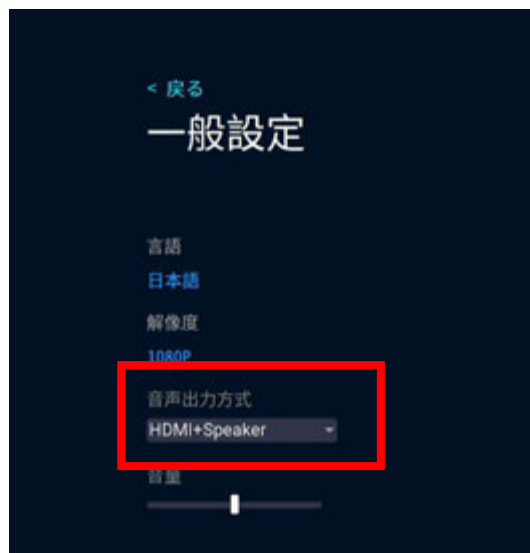 < 戻る
一般設定
言語
日本語
解像度
1080P
音声出力方式
HDMI+Speaker
音量